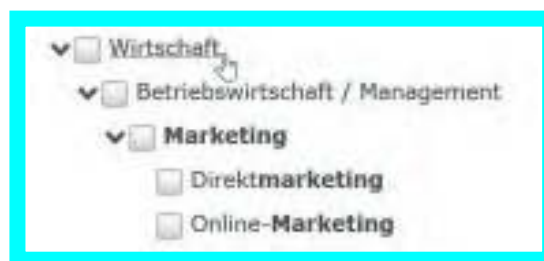 Wirtschaft
Betriebswirtschaft / Management
Marketing
Direktmarketing
Online-Marketing